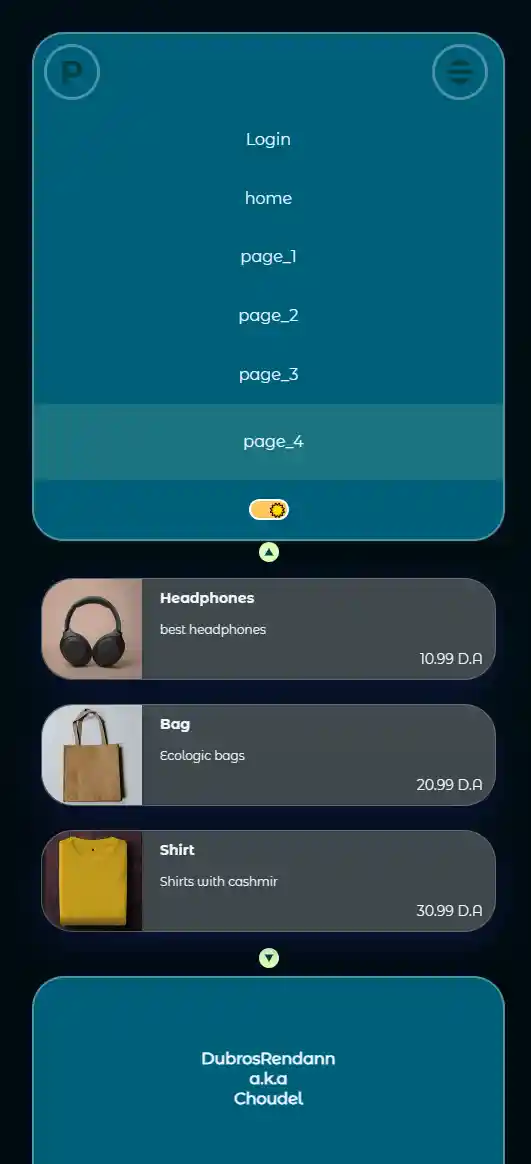 P
Login
home
page_1
page_2
page_3
page_4
Headphones
best headphones
10.99 D.A
Bag
Ecologic bags
20.99 D.A
Shirt
Shirts with cashmir
30.99 D.A
DubrosRendann
a.k.a
Choudel